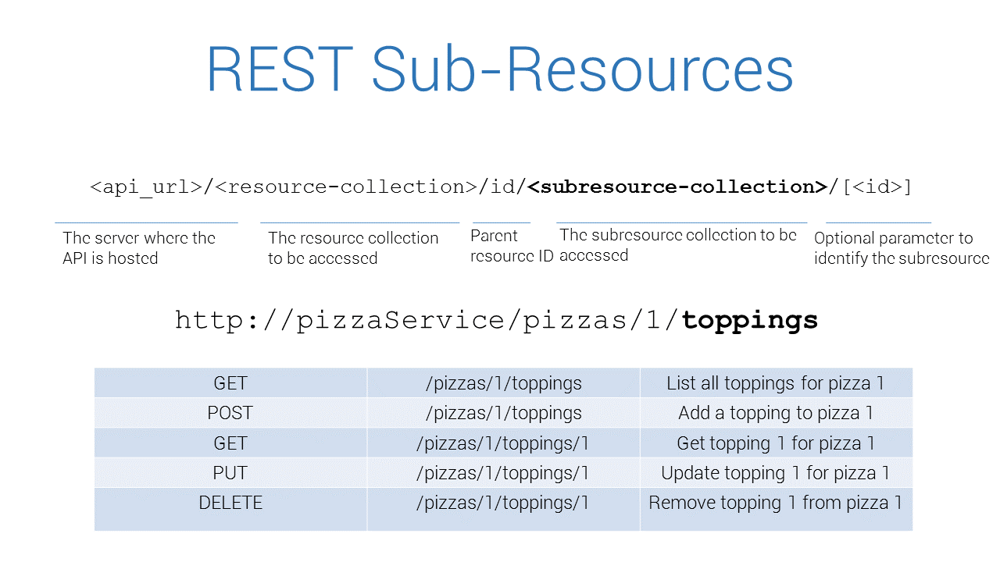 REST Sub-Resources
<api_url>/<resource-collection>/id/<subresource-collection>/[<id>]
The server where the
API is hosted
The resource collection
to be accessed
Parent
resource ID
The subresource collection to be
accessed
Optional parameter to
identify the subresource
http://pizzaService/pizzas/1/toppings
GET /pizzas/1/toppings List all toppings for pizza 1
POST /pizzas/1/toppings Add a topping to pizza 1
GET /pizzas/1/toppings/1 Get topping 1 for pizza 1
PUT /pizzas/1/toppings/1 Update topping 1 for pizza 1
DELETE /pizzas/1/toppings/1 Remove topping 1 from pizza 1